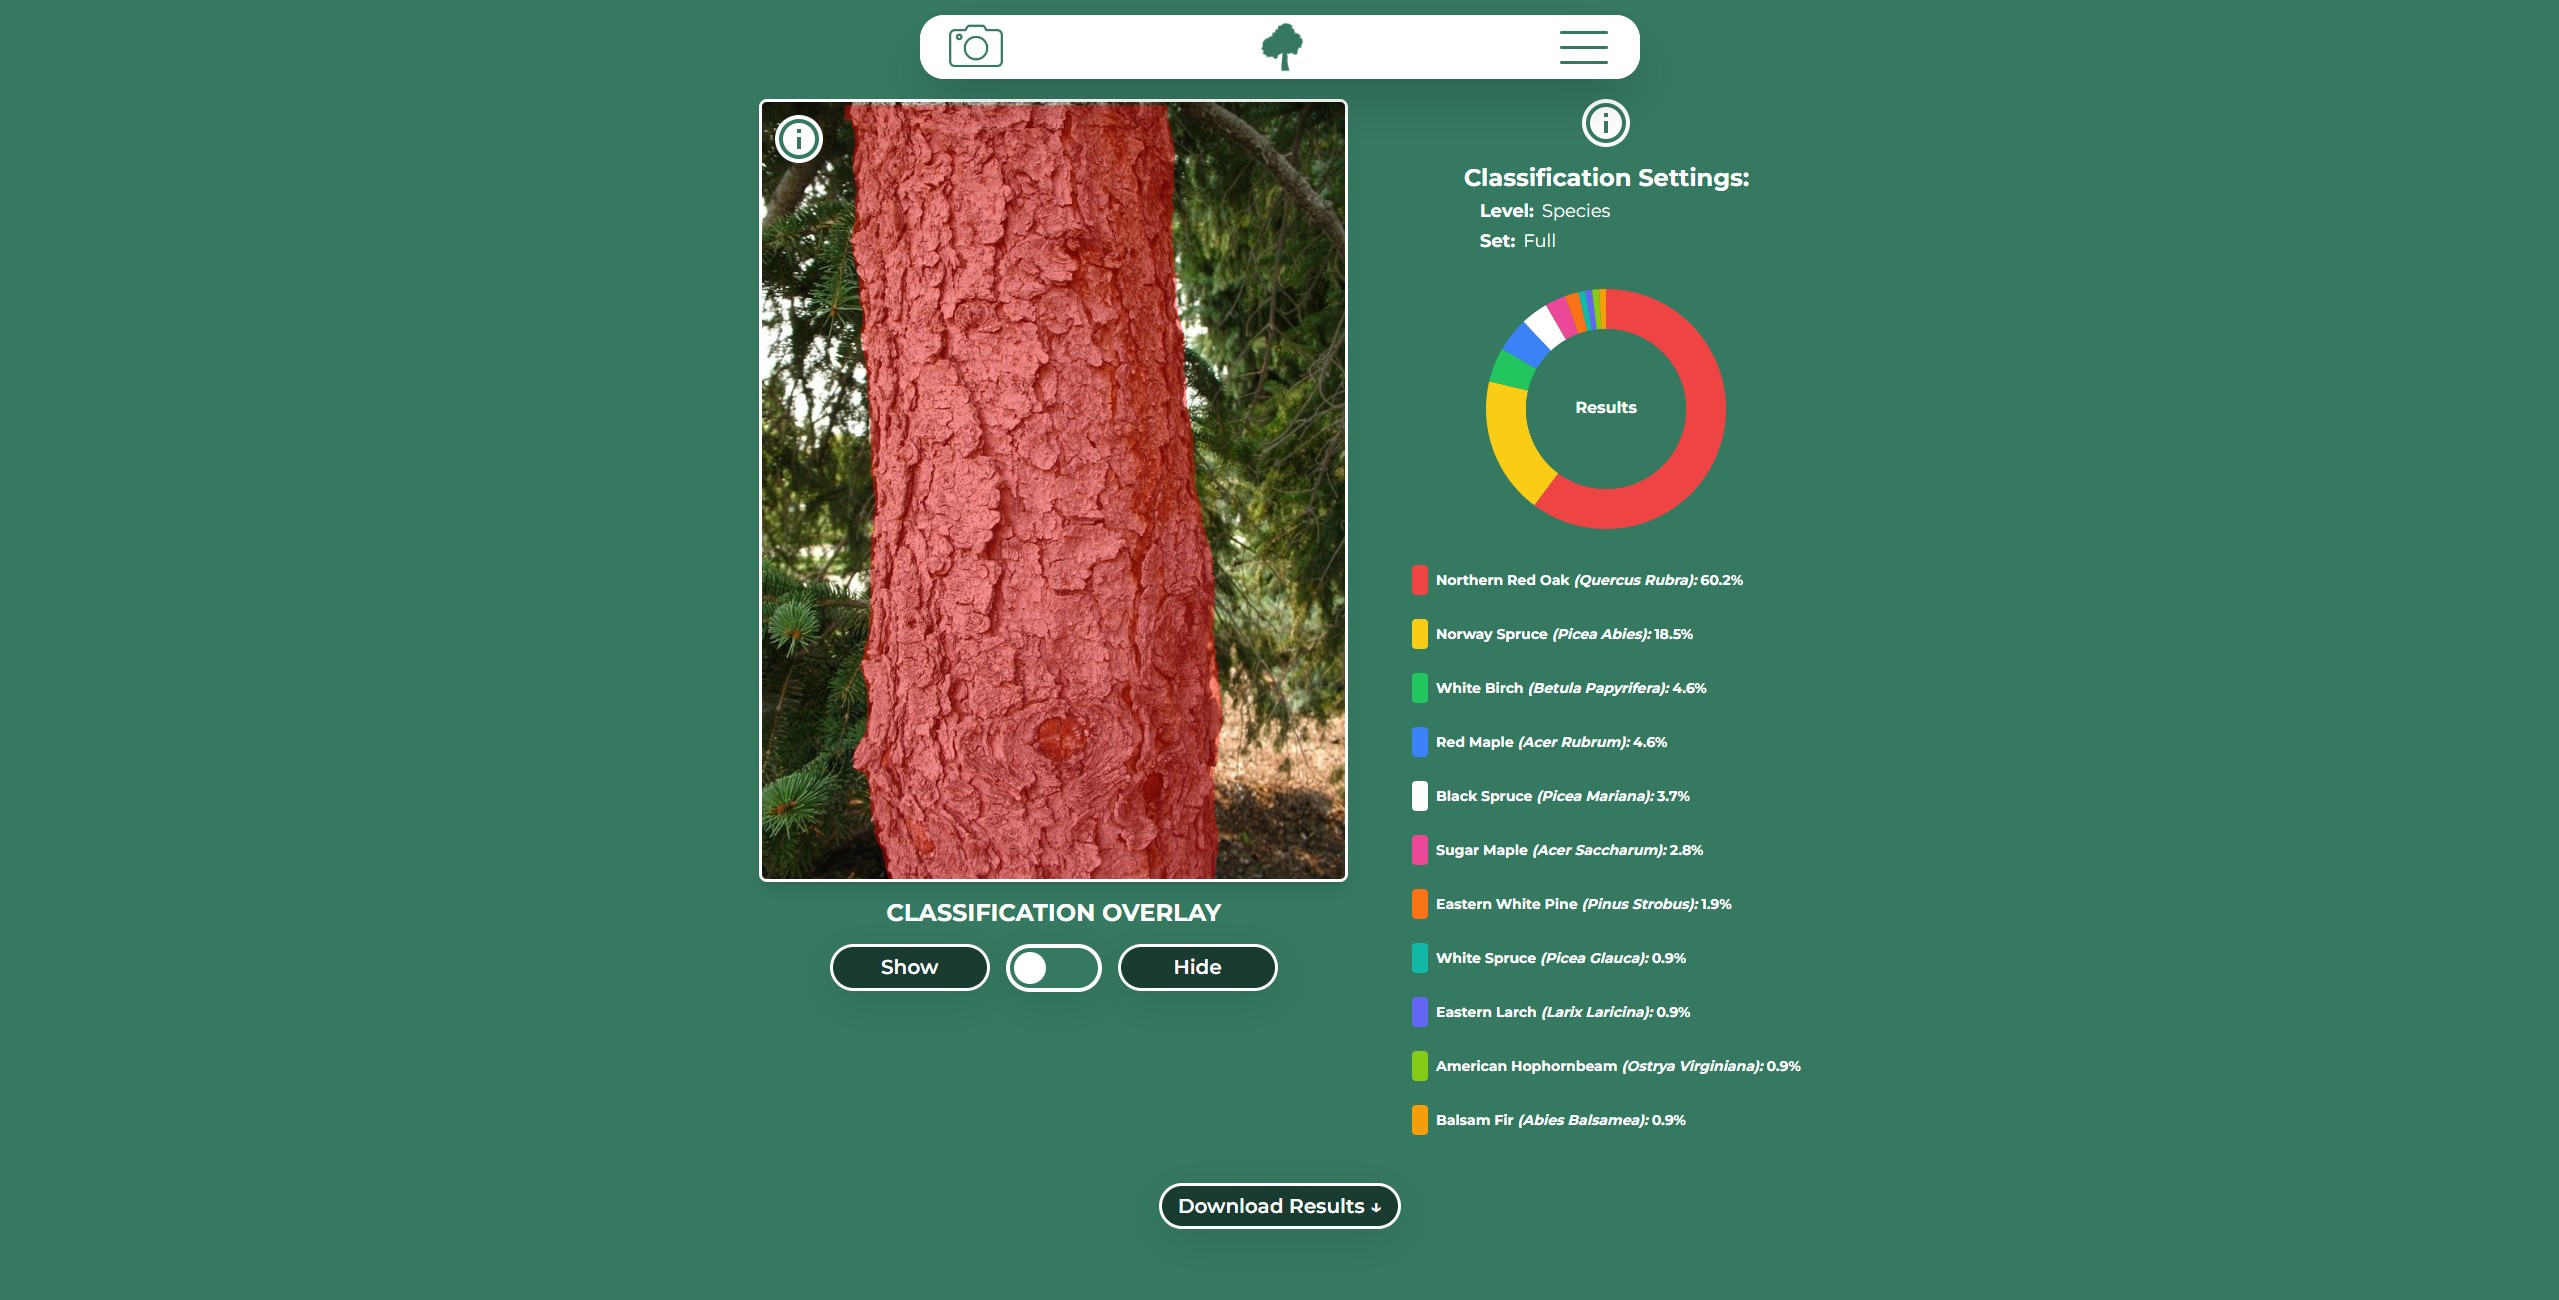 Classification Settings:
Level: Species
Set: Full
Results
Northern Red Oak (Quercus Rubra): 60.2%
Norway Spruce (Picea Abies): 18.5%
White Birch (Betula Papyrifera): 4.6%
Red Maple (Acer Rubrum): 4.6%
Black Spruce (Picea Mariana): 3.7%
Sugar Maple (Acer Saccharum): 2.8%
Eastern White Pine (Pinus Strobus): 1.9%
White Spruce (Picea Glauca): 0.9%
Eastern Larch (Larix Laricina): 0.9%
American Hophornbeam (Ostrya Virginiana): 0.9%
Balsam Fir (Abies Balsamea): 0.9%
CLASSIFICATION OVERLAY
Show Hide
Download Results ↓